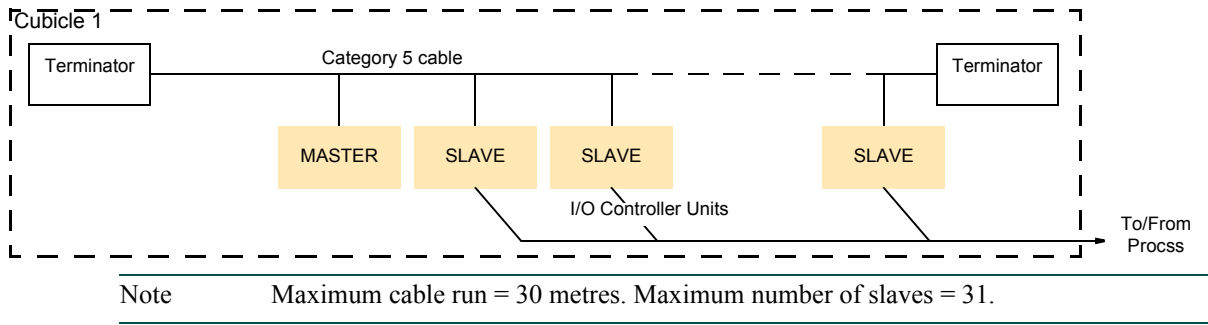 Cubicle 1
Terminator
Category 5 cable
Terminator
MASTER
SLAVE
SLAVE
SLAVE
I/O Controller Units
To/From
Procss
Note Maximum cable run = 30 metres. Maximum number of slaves = 31.